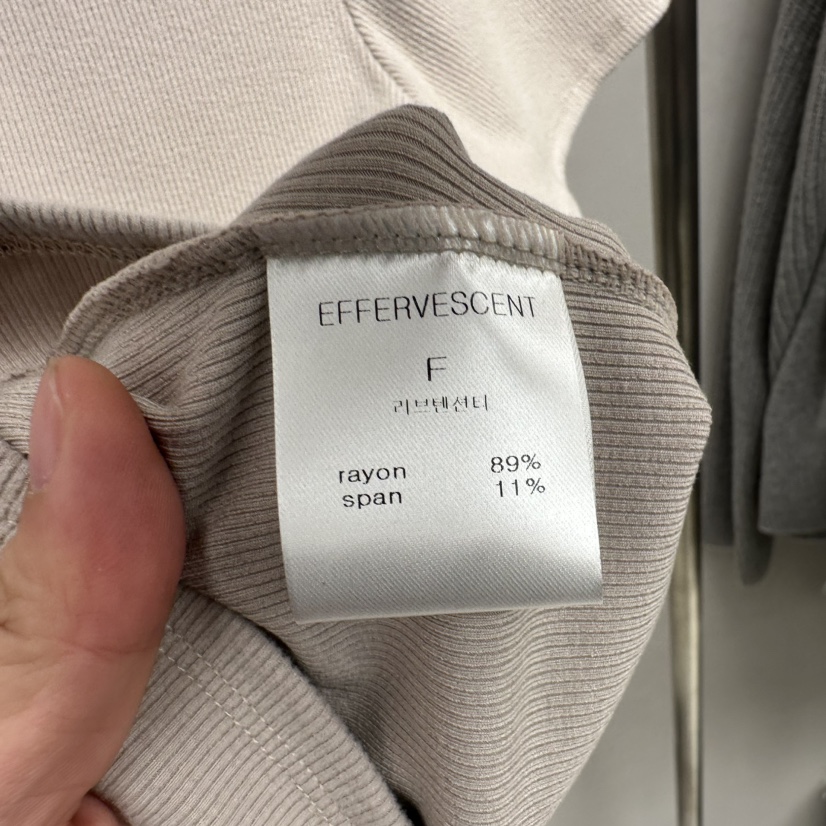 EFFERVESCENT
F
리브텐션티
rayon 89%
span 11%